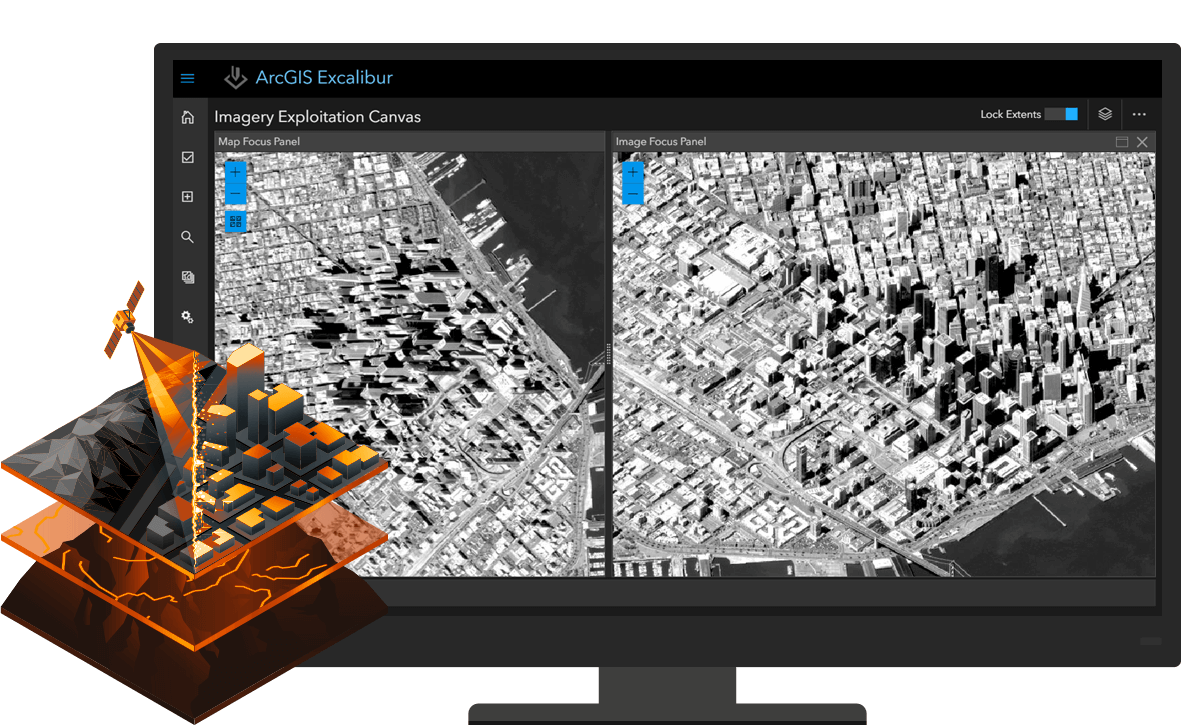 ArcGIS Excalibur
Imagery Exploitation Canvas
Lock Extents
Map Focus Panel
Image Focus Panel